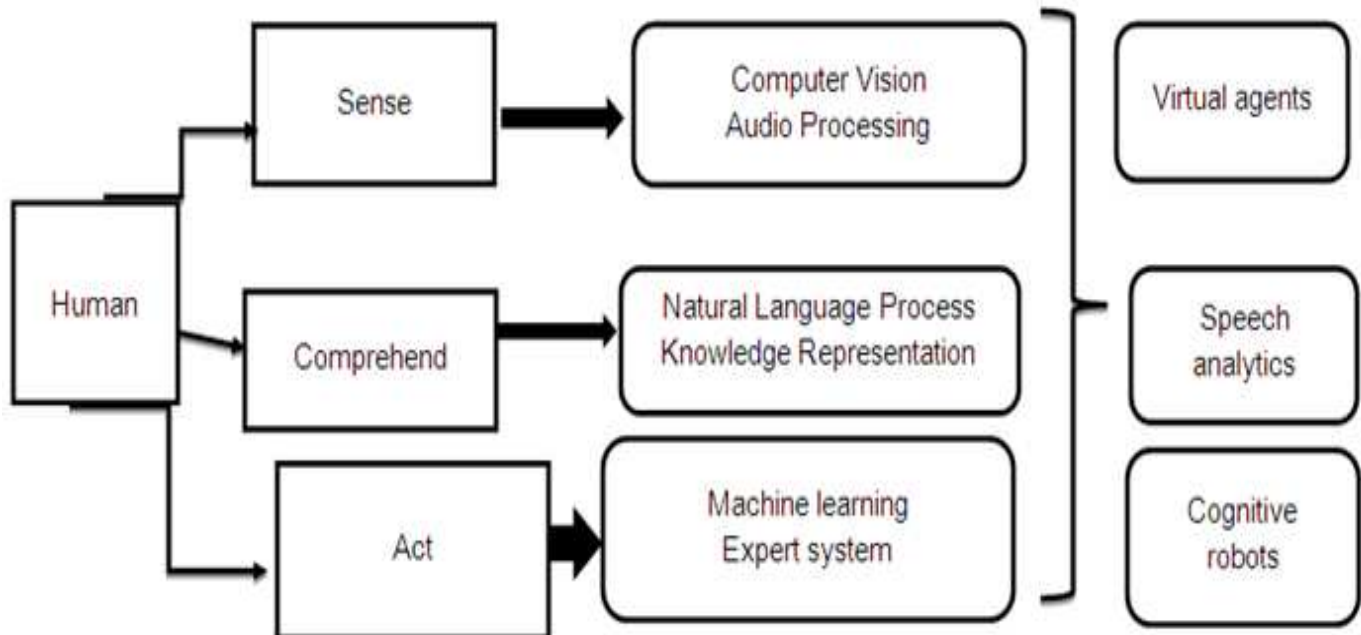 Human
Sense
Computer Vision
Audio Processing
Comprehend
Natural Language Process
Knowledge Representation
Act
Machine learning
Expert system
Virtual agents
Speech
analytics
Cognitive
robots